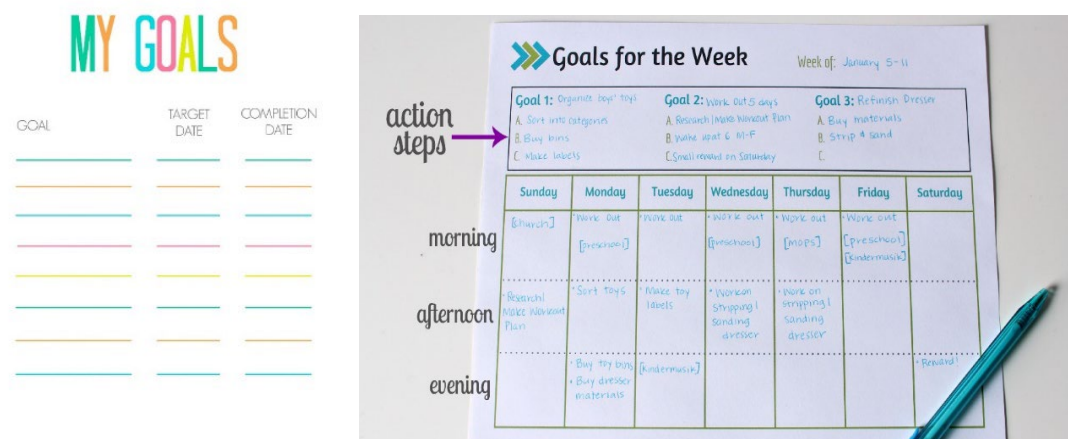 MY GOALS
GOAL
TARGET
DATE
COMPLETION
DATE
Goals for the Week
Week of: January 5-11
action
steps
Goal 1: Organize boys' toys
A. Sort into categories
B. Buy bins
C. Make labels
Goal 2: Work out 5 days
A. Research/Make Workout Plan
B. Wake up at 6 M-F
C. Small reward on Saturday
Goal 3: Refinish Dresser
A. Buy materials
B. Strip & sand
C.
Sunday Monday Tuesday Wednesday Thursday Friday Saturday
morning
[church]
• Work out
[preschool]
• Work out
• Work out
[preschool]
• Work out
[MOPS]
• Work out
[preschool]
[Kindermusik]
afternoon
• Research/
Make Workout
Plan
• Sort toys
• Make toy
labels
• Work on
stripping/
sanding
dresser
• Work on
stripping/
sanding
dresser
evening
• Buy toy bins
• Buy dresser
materials
[Kindermusik]
• Reward!